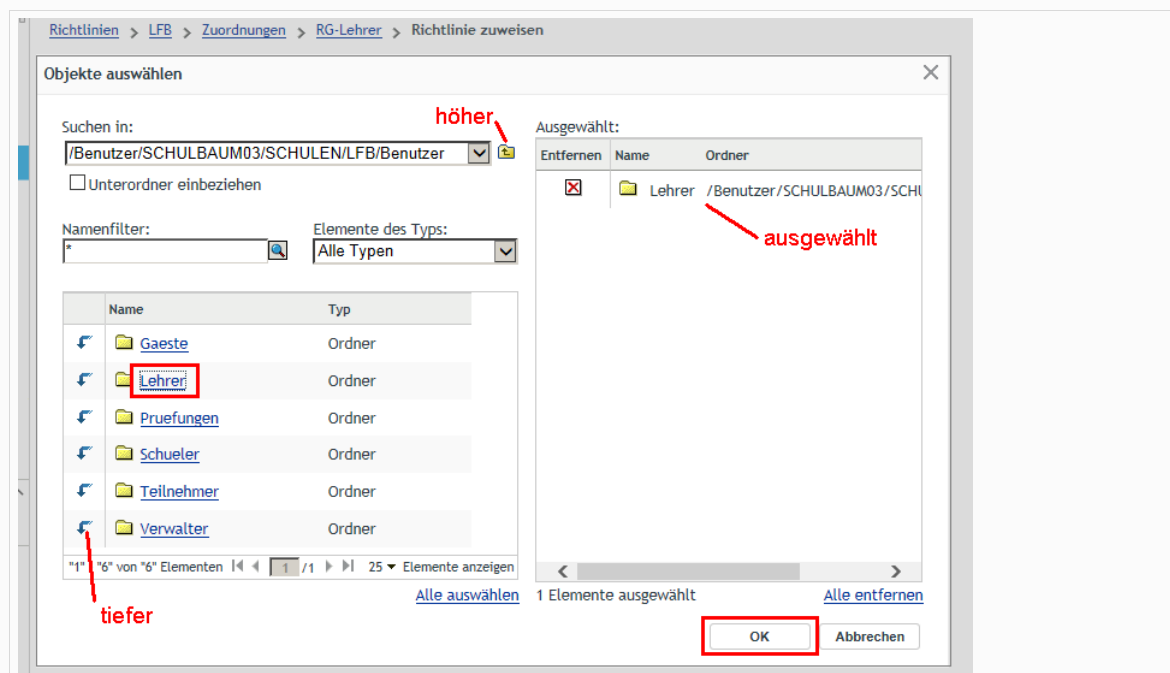 Richtlinien > LFB > Zuordnungen > RG-Lehrer > Richtlinie zuweisen
Objekte auswählen
höher
Suchen in:
/Benutzer/SCHULBAUM03/SCHULEN/LFB/Benutzer
Unterordner einbeziehen
Namenfilter:
Elemente des Typs:
*
Alle Typen
Name Typ
Gaeste Ordner
Lehrer Ordner
Pruefungen Ordner
Schueler Ordner
Teilnehmer Ordner
Verwalter Ordner
"1" "6" von "6" Elementen 1 /1 25 Elemente anzeigen
Alle auswählen
tiefer
Ausgewählt:
Entfernen Name Ordner
Lehrer /Benutzer/SCHULBAUM03/SCHU
ausgewählt
1 Elemente ausgewählt Alle entfernen
OK Abbrechen